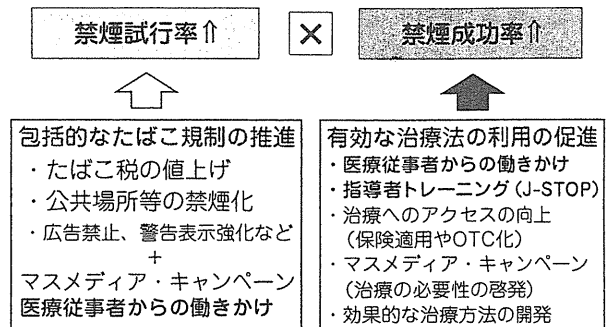 禁煙試行率⇑
×
禁煙成功率⇑
包括的なたばこ規制の推進
・たばこ税の値上げ
・公共場所等の禁煙化
・広告禁止、警告表示強化など
+
マスメディア・キャンペーン
医療従事者からの働きかけ
有効な治療法の利用の促進
・医療従事者からの働きかけ
・指導者トレーニング(J-STOP)
・治療へのアクセスの向上
(保険適用やOTC化)
・マスメディア・キャンペーン
(治療の必要性の啓発)
・効果的な治療方法の開発